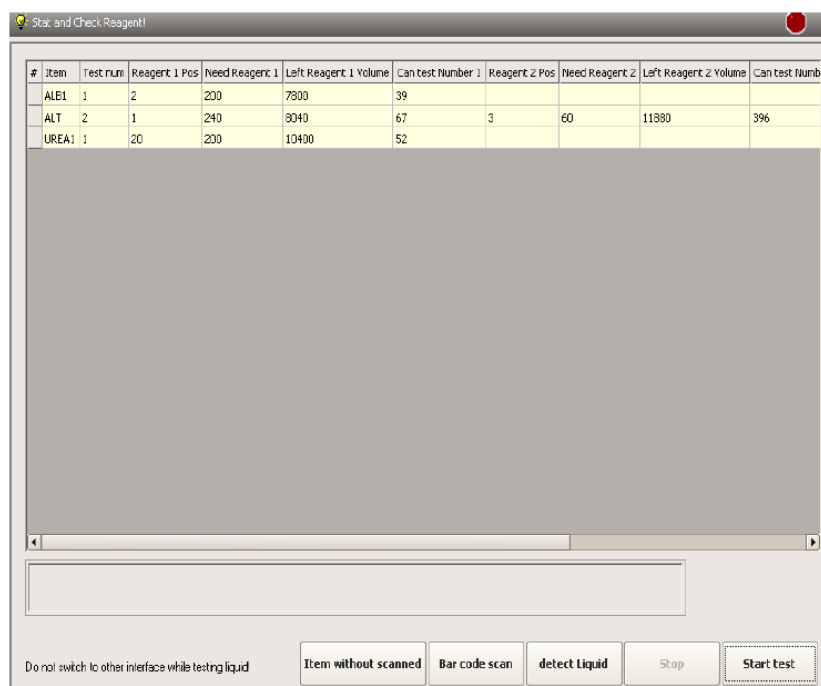 Stat and Check Reagent!
# Item Test num Reagent 1 Pos Need Reagent 1 Left Reagent 1 Volume Can test Number 1 Reagent 2 Pos Need Reagent 2 Left Reagent 2 Volume Can test Numb
ALB1 1 2 200 7800 39
ALT 2 1 240 8040 67 3 60 11880 396
UREA1 1 20 200 10400 52
Do not switch to other interface while testing liquid
Item without scanned
Bar code scan
detect Liquid
Stop
Start test